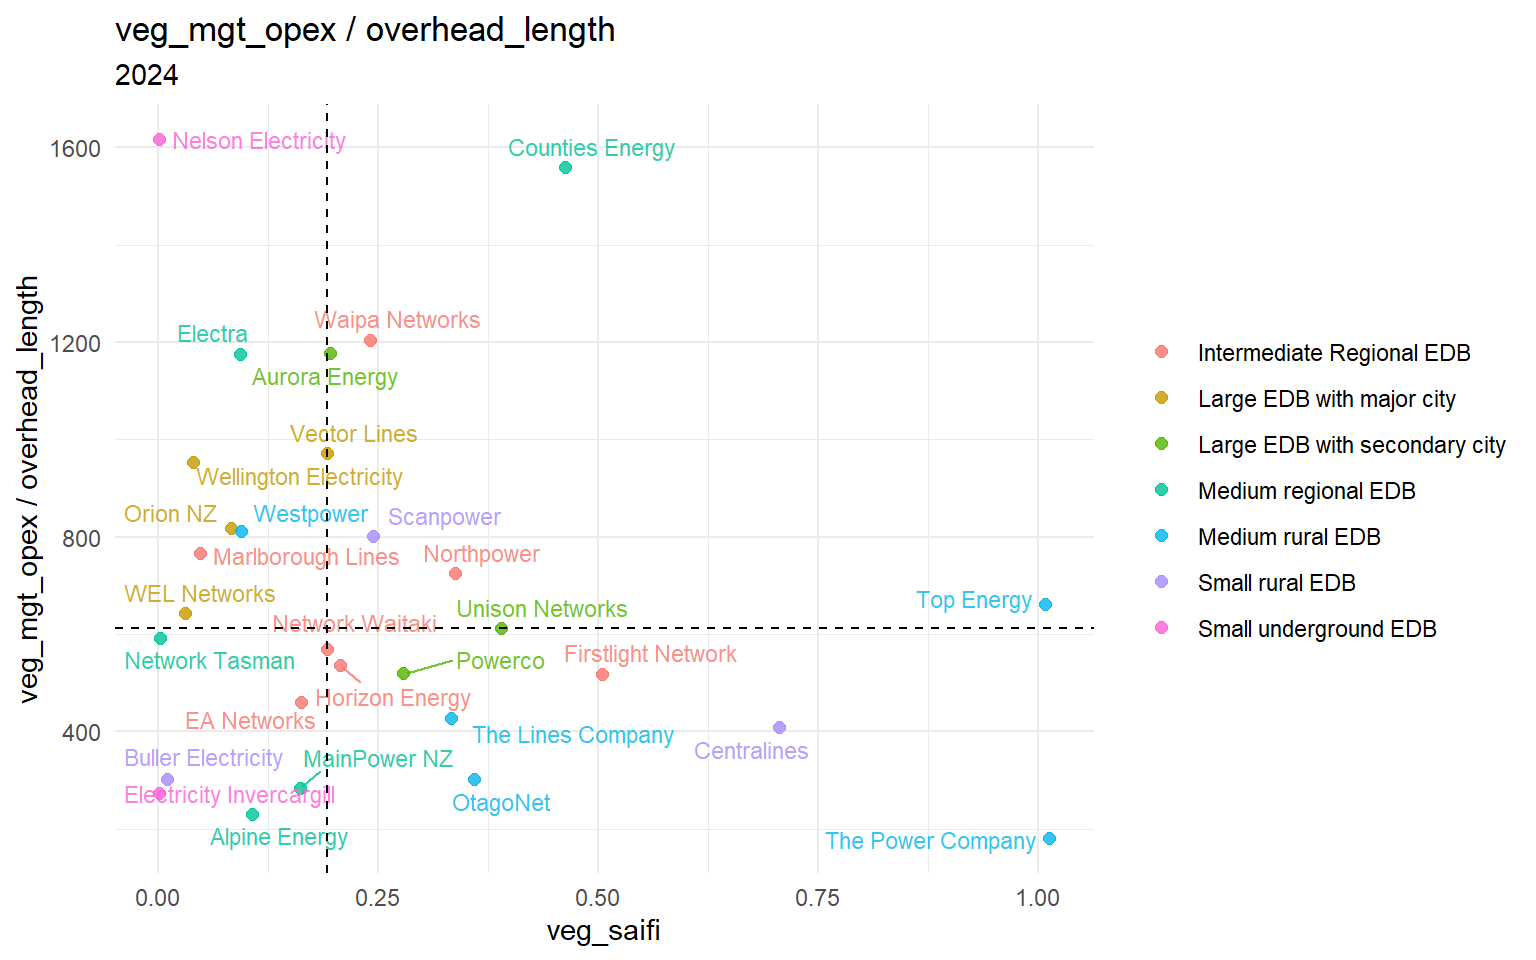 veg_mgt_opex / overhead_length
2024
veg_mgt_opex / overhead_length
1600
1200
800
400
Nelson Electricity
Counties Energy
Waipa Networks
Electra
Aurora Energy
Vector Lines
Wellington Electricity
Orion NZ
Westpower
Scanpower
Marlborough Lines
Northpower
WEL Networks
Unison Networks
Top Energy
Network Waitaki
Network Tasman
Powerco
Firstlight Network
Horizon Energy
EA Networks
The Lines Company
Centralines
Buller Electricity
MainPower NZ
Electricity Invercargill
OtagoNet
Alpine Energy
The Power Company
0.00
0.25
0.50
0.75
1.00
veg_saifi
Intermediate Regional EDB
Large EDB with major city
Large EDB with secondary city
Medium regional EDB
Medium rural EDB
Small rural EDB
Small underground EDB